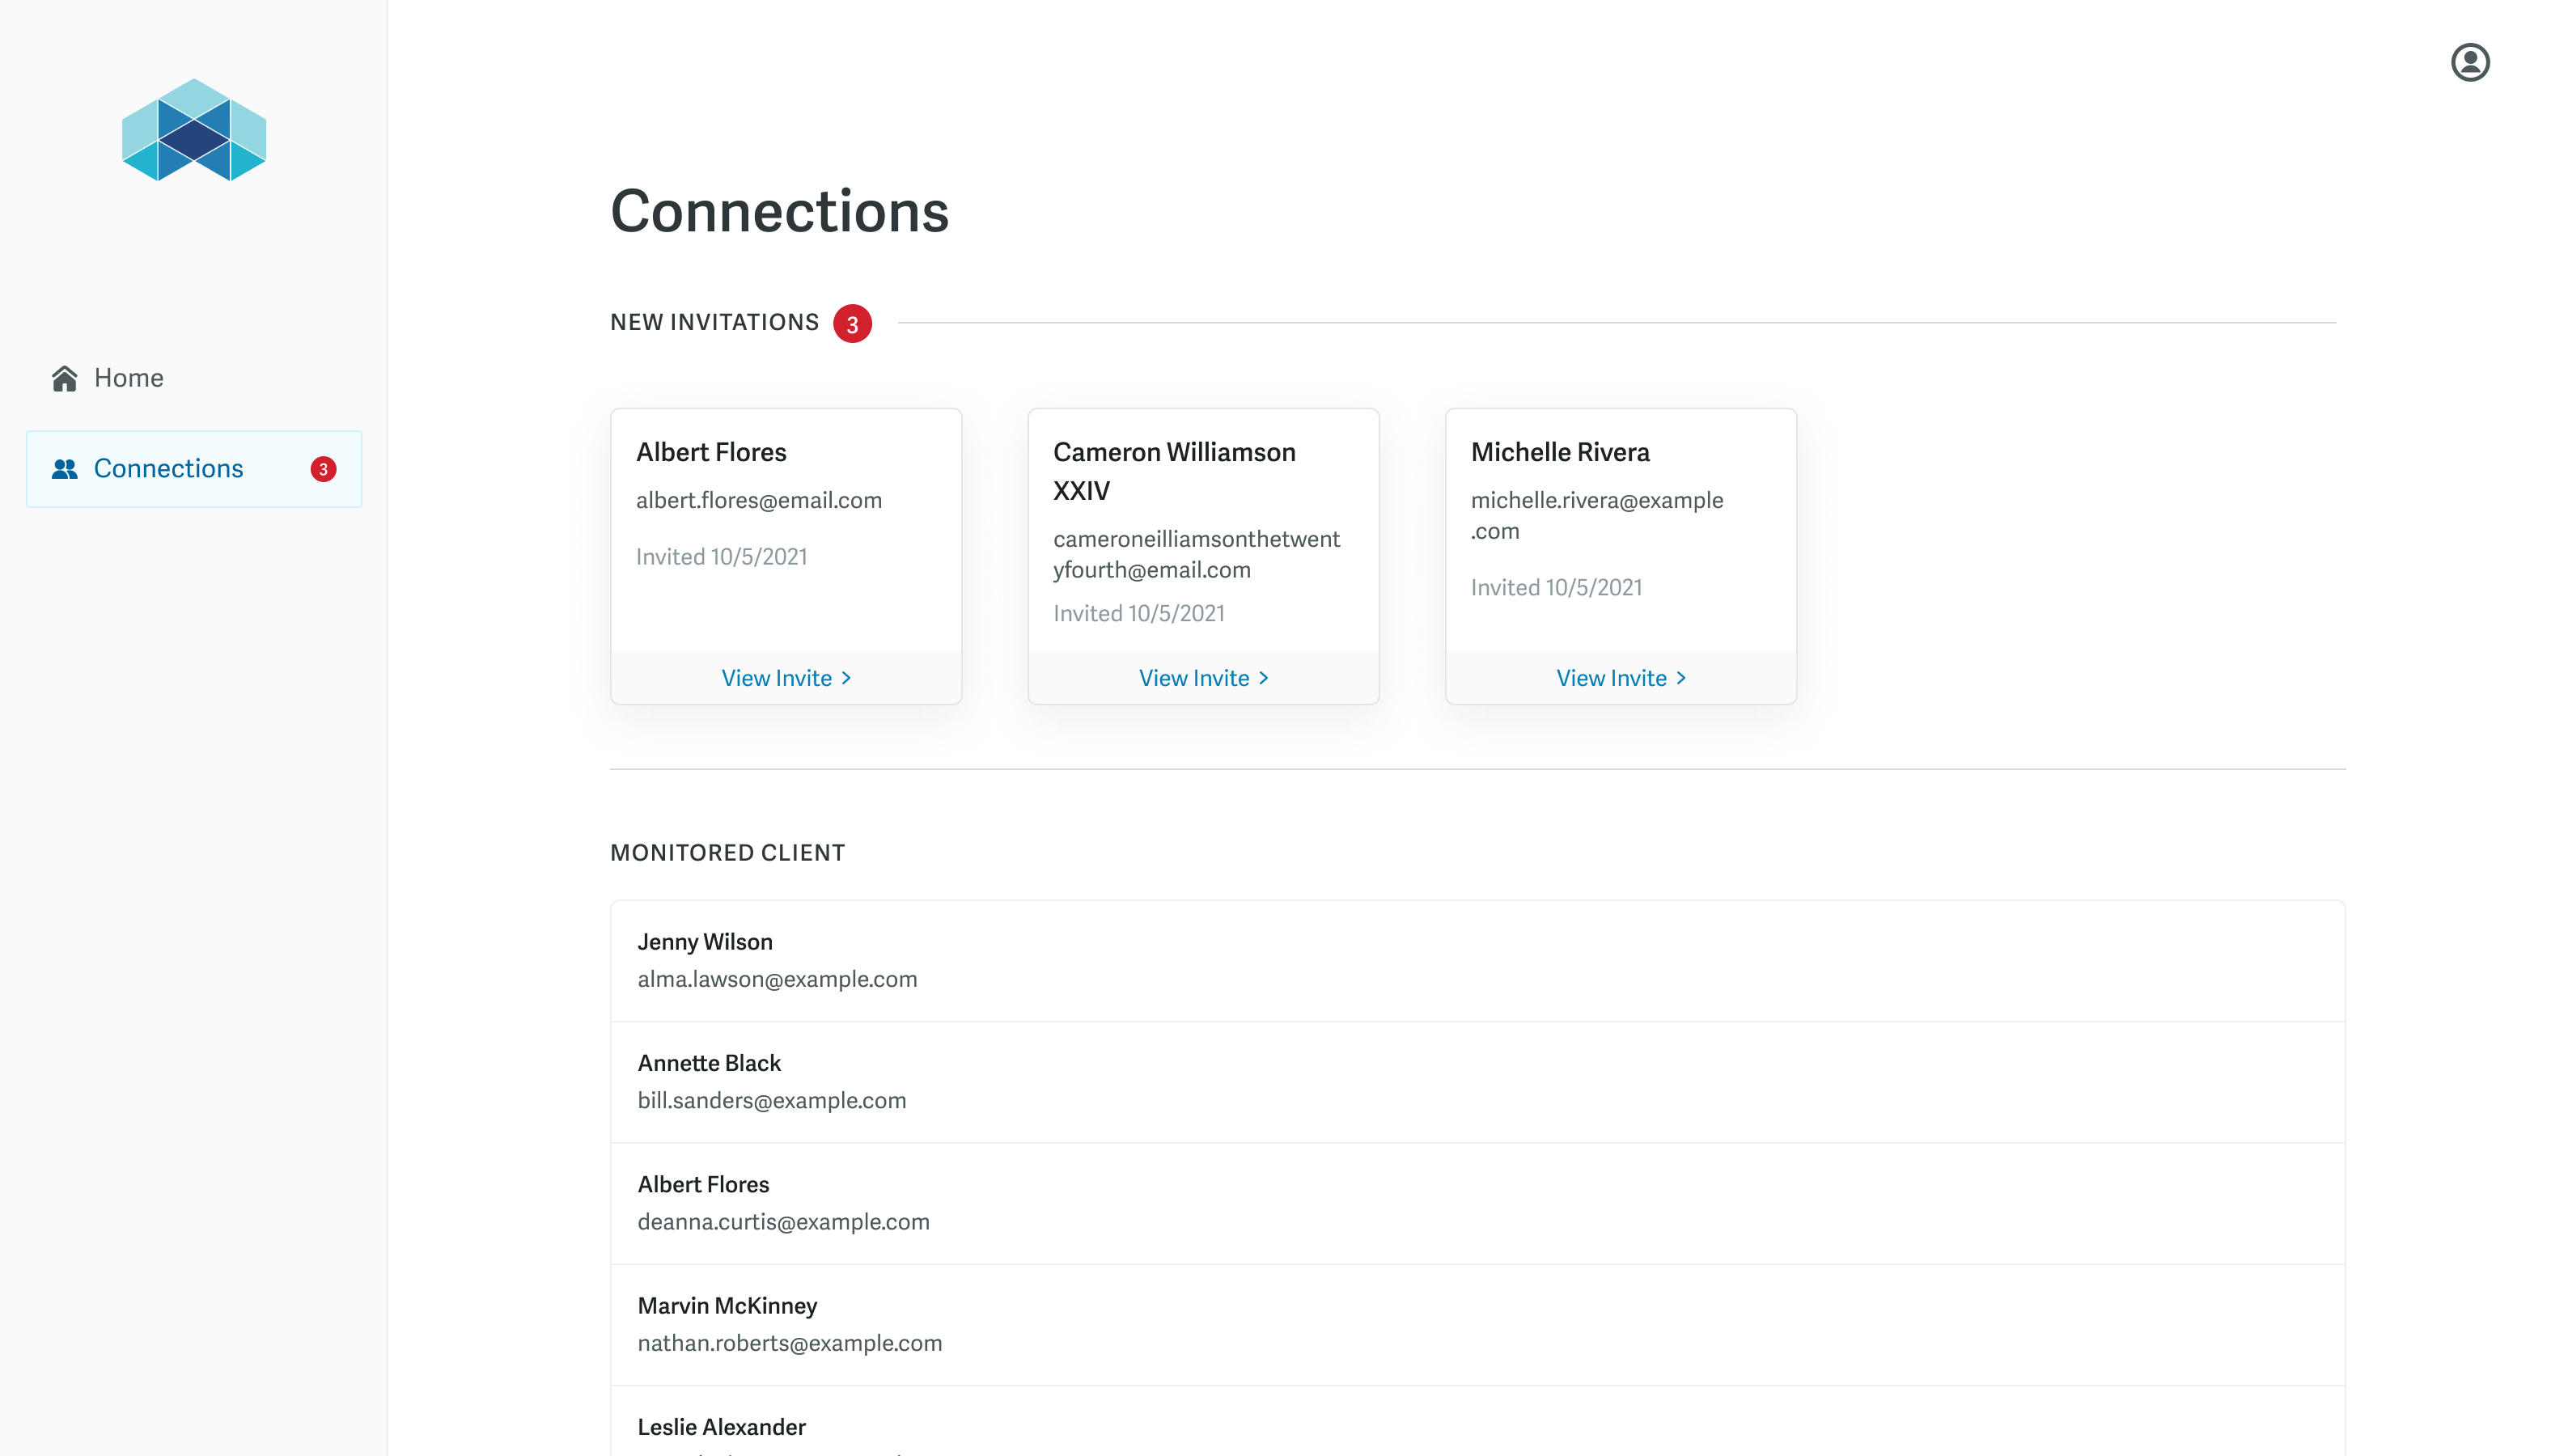 Home
Connections 3
Connections
NEW INVITATIONS 3
Albert Flores
albert.flores@email.com
Invited 10/5/2021
View Invite >
Cameron Williamson
XXIV
cameroneilliamsonthetwent
yfourth@email.com
Invited 10/5/2021
View Invite >
Michelle Rivera
michelle.rivera@example
.com
Invited 10/5/2021
View Invite >
MONITORED CLIENT
Jenny Wilson
alma.lawson@example.com
Annette Black
bill.sanders@example.com
Albert Flores
deanna.curtis@example.com
Marvin McKinney
nathan.roberts@example.com
Leslie Alexander